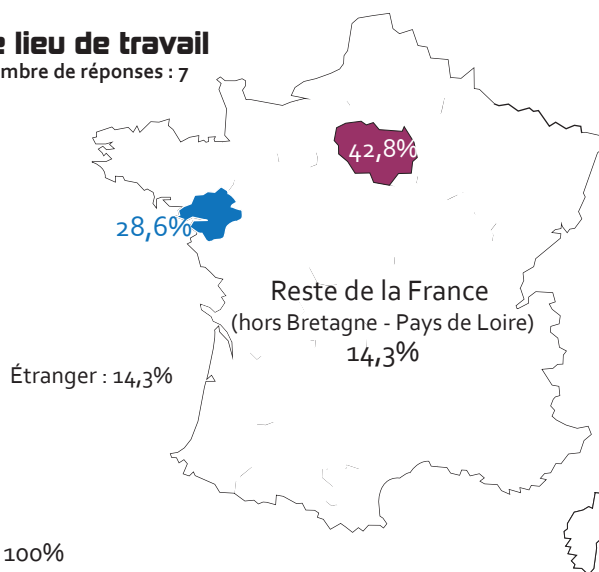 e lieu de travail
mbre de réponses : 7
42,8%
28,6%
Reste de la France
(hors Bretagne - Pays de Loire)
14,3%
Étranger : 14,3%
100%